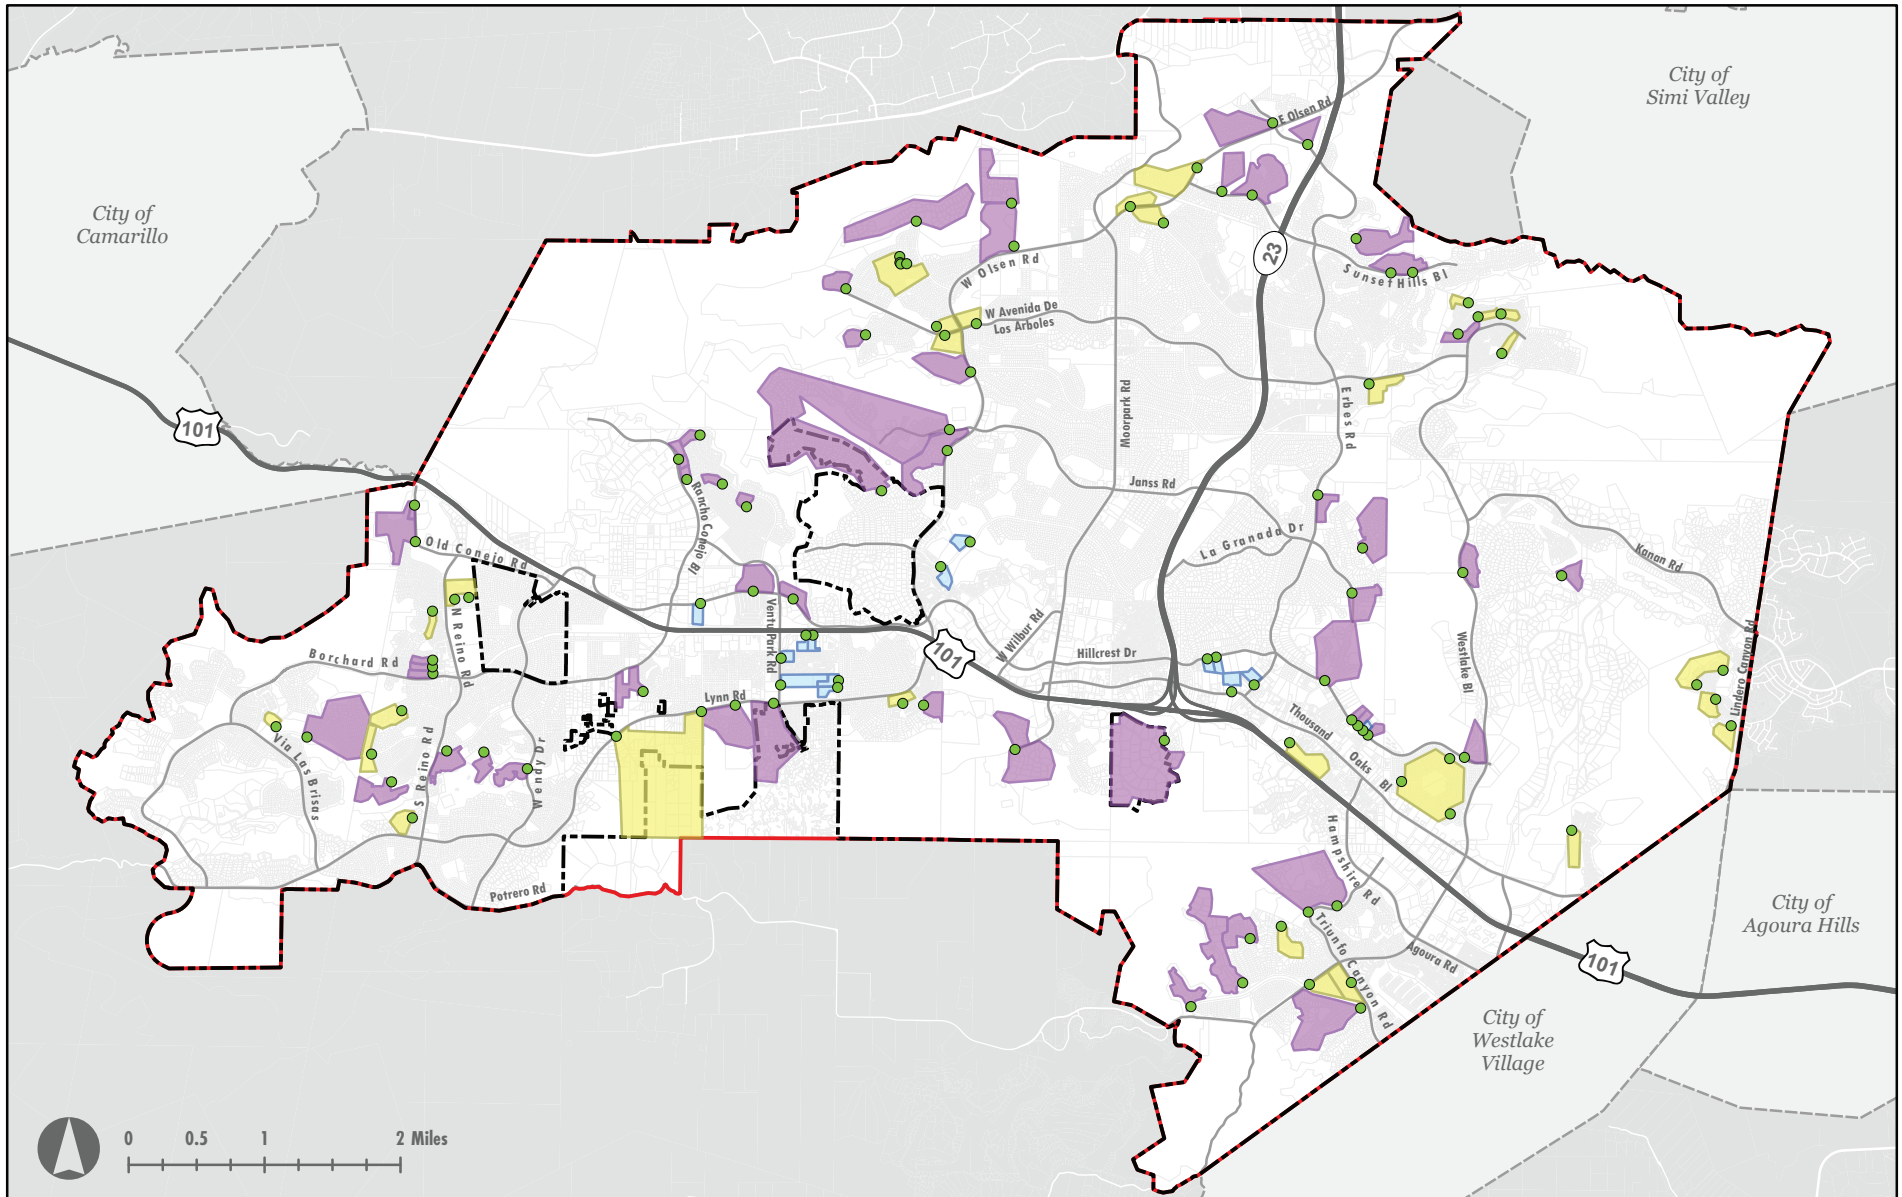 City of
Simi Valley
E Olsen Rd
City of
Camarillo
23
W Olsen Rd
Sunset Hills Bl
W Avenida De
Los Arboles
Moorpark Rd
Erbes Rd
101
Janss Rd
Rancho Conejo Bl
La Granada Dr
Old Conejo Rd
Kanan Rd
N Reino Rd
Ventu Park Rd
W Wilbur Rd
Westlake Bl
Lindero Canyon Rd
Borchard Rd
101
Hillcrest Dr
Lynn Rd
Via Las Brisas
S Reino Rd
Wendy Dr
Thousand
Oaks
Bl
Hampshire Rd
Potrero Rd
City of
Agoura Hills
Triunfo Canyon Rd
Agoura Rd
101
City of
Westlake
Village
0 0.5 1 2 Miles